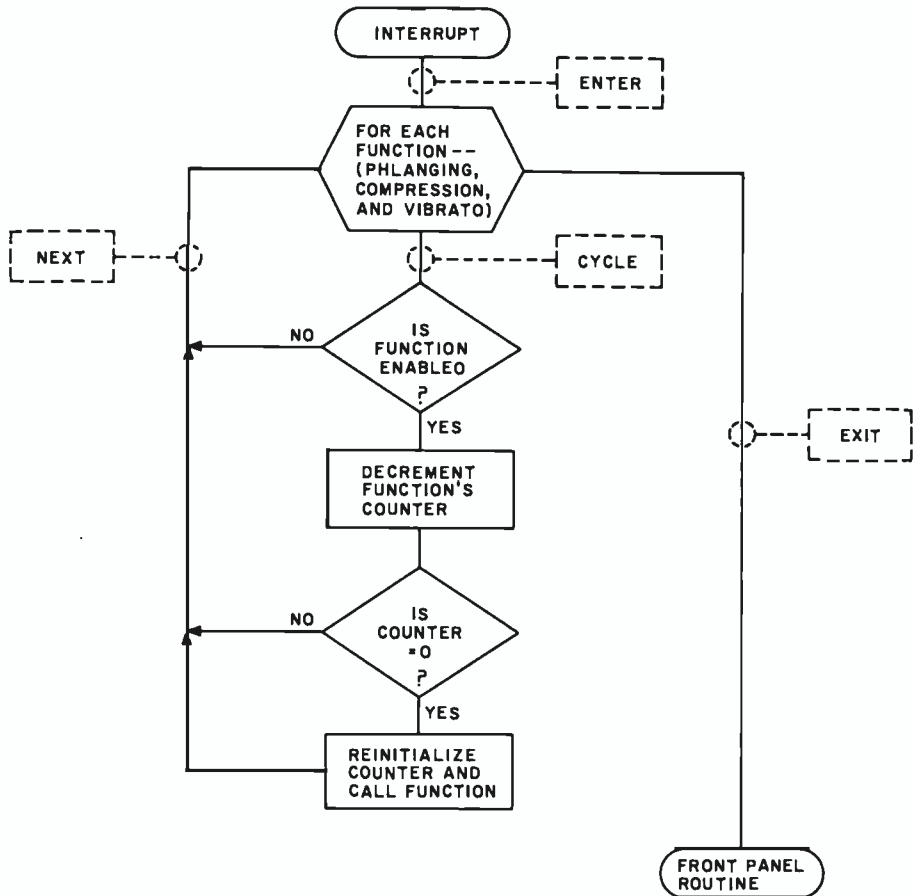 INTERRUPT
ENTER
FOR EACH
FUNCTION--
(PHLANGING,
COMPRESSION,
AND VIBRATO)
NEXT
CYCLE
NO
IS
FUNCTION
ENABLEO
?
YES
EXIT
DECREMENT
FUNCTION'S
COUNTER
NO
IS
COUNTER
=0
?
YES
REINITIALIZE
COUNTER AND
CALL FUNCTION
FRONT PANEL
ROUTINE